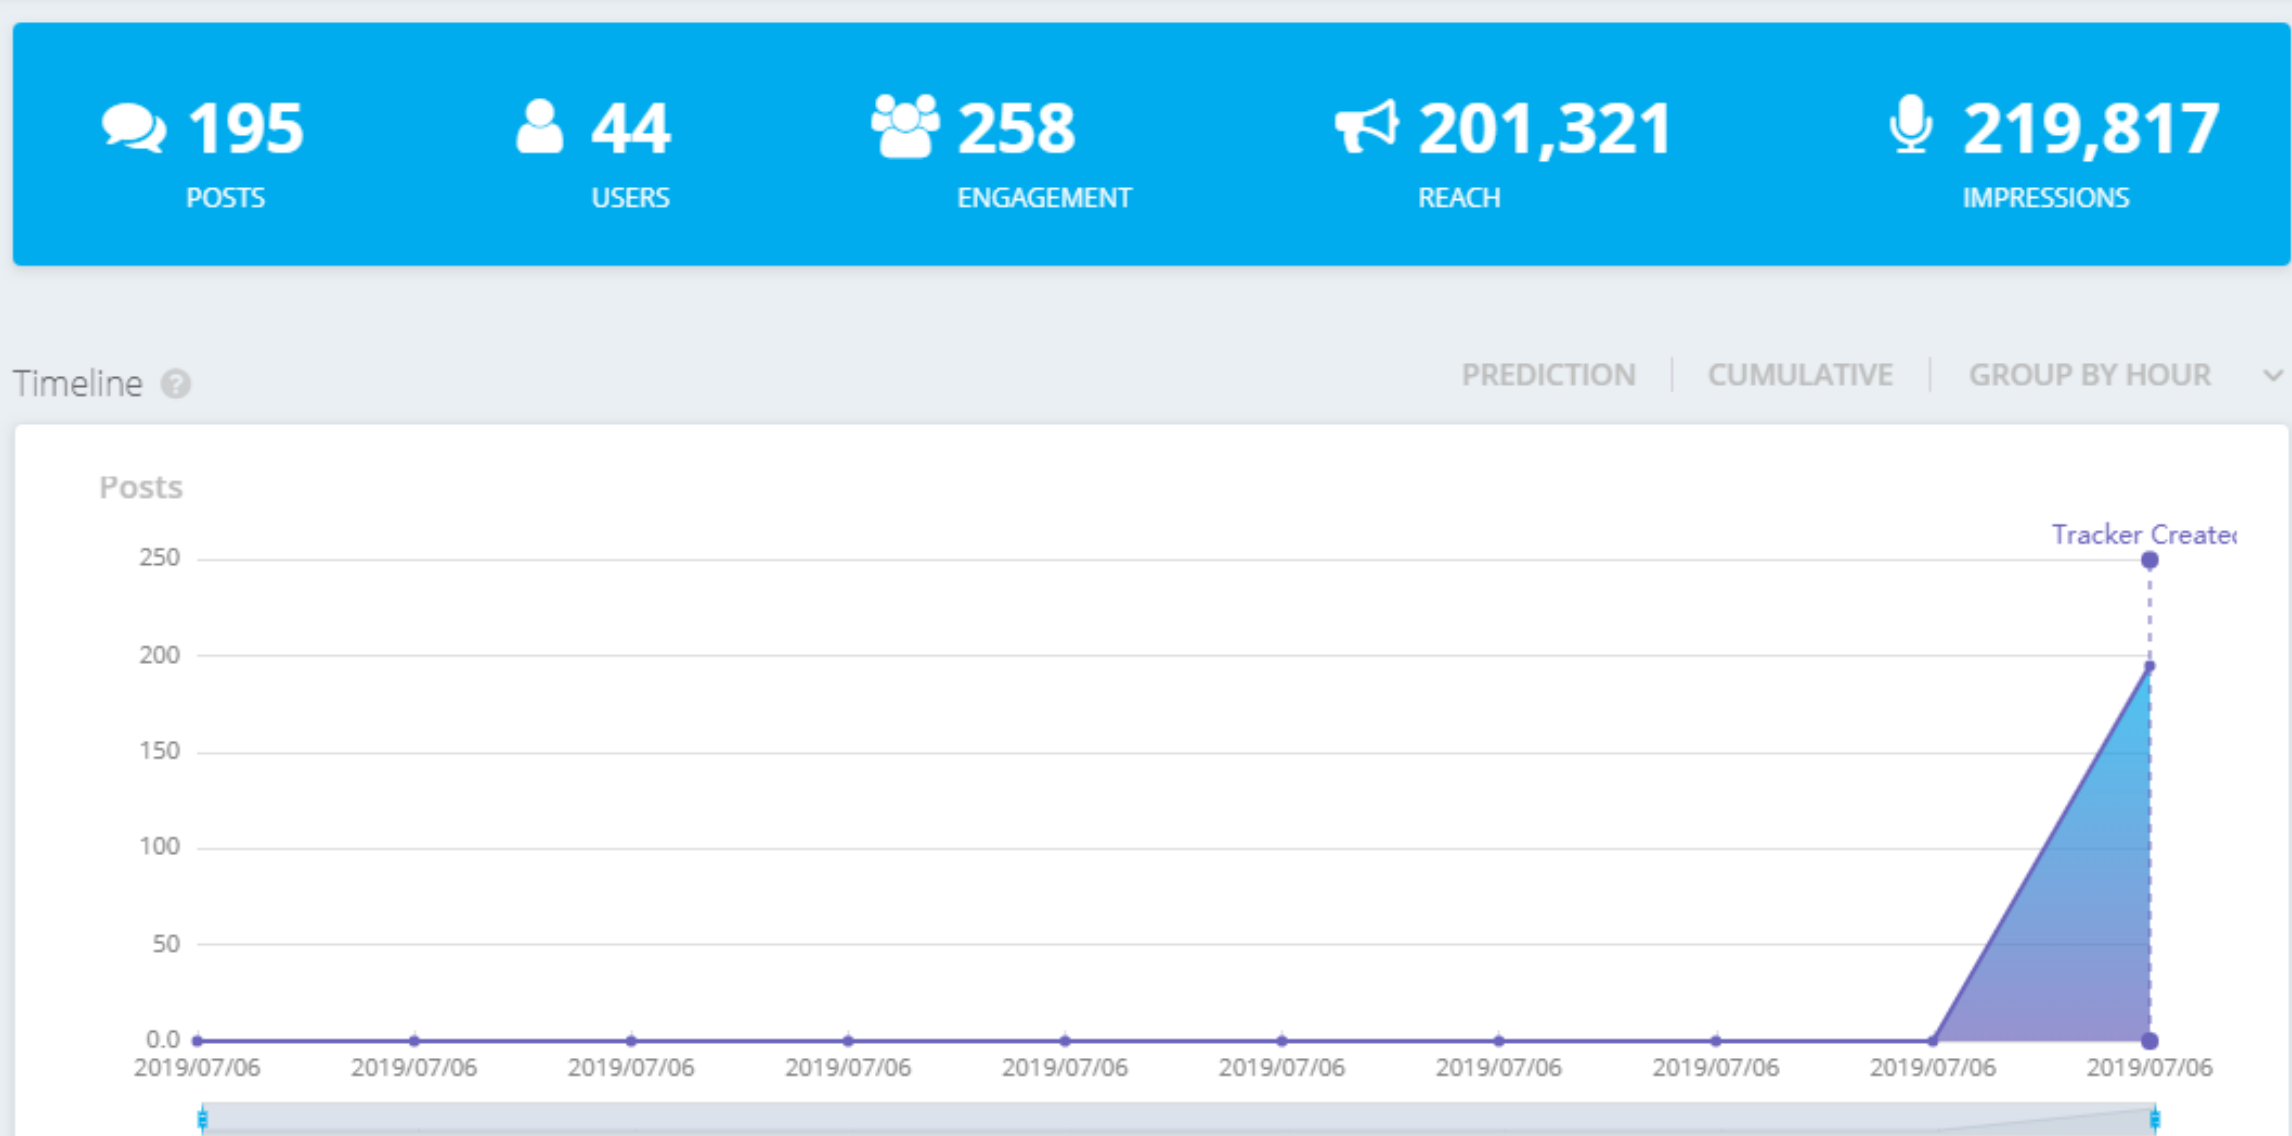 195 44 258 201,321 219,817
POSTS USERS ENGAGEMENT REACH IMPRESSIONS
Timeline ? PREDICTION CUMULATIVE GROUP BY HOUR
Posts
Tracker Created
250
200
150
100
50
0.0
2019/07/06 2019/07/06 2019/07/06 2019/07/06 2019/07/06 2019/07/06 2019/07/06 2019/07/06 2019/07/06 2019/07/06